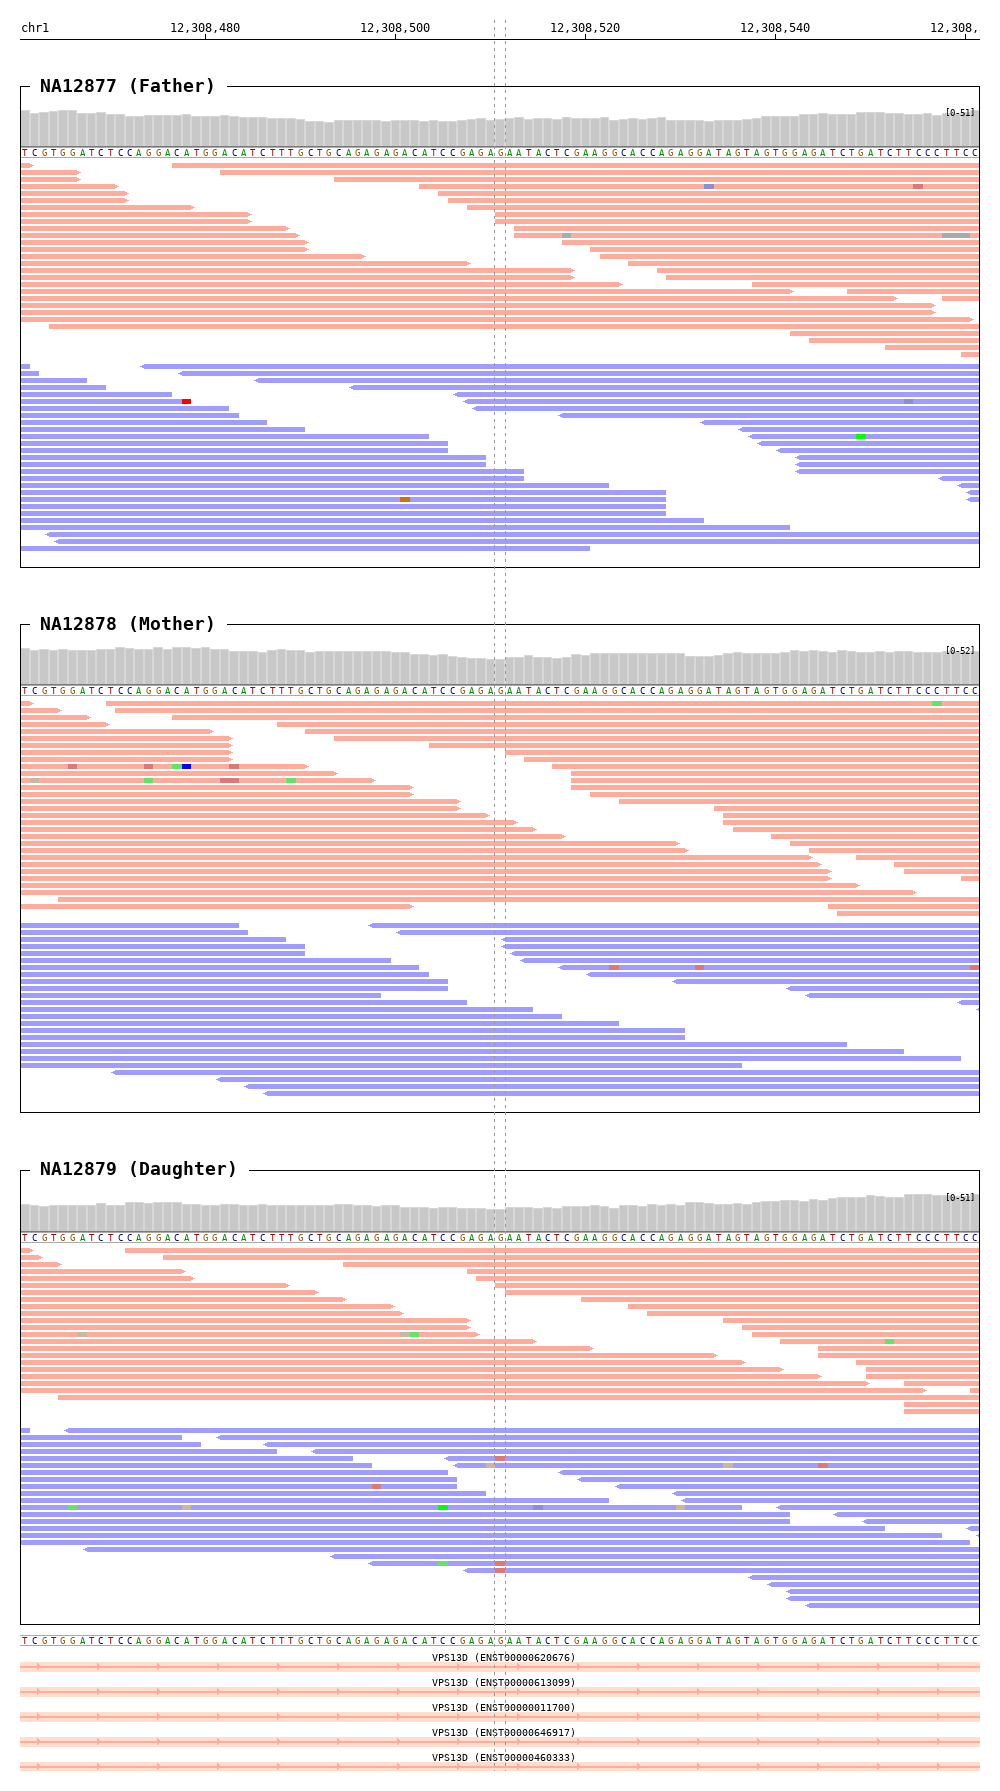 chr1 12,308,480 12,308,500 12,308,520 12,308,540 12,308,
NA12877 (Father)
[0-51]
TCGTGGATCTCCAGGACATGGACATCTTTGCTGCAGAGAGACATCCGAGAGAATACTCGAAGGCACCAGAGGATAGTAGTGGAGATCTGATCTTCCCTTCC
NA12878 (Mother)
[0-52]
TCGTGGATCTCCAGGACATGGACATCTTTGCTGCAGAGAGACATCCGAGAGAATACTCGAAGGCACCAGAGGATAGTAGTGGAGATCTGATCTTCCCTTCC
NA12879 (Daughter)
[0-51]
TCGTGGATCTCCAGGACATGGACATCTTTGCTGCAGAGAGACATCCGAGAGAATACTCGAAGGCACCAGAGGATAGTAGTGGAGATCTGATCTTCCCTTCC
TCGTGGATCTCCAGGACATGGACATCTTTGCTGCAGAGAGACATCCGAGAGAATACTCGAAGGCACCAGAGGATAGTAGTGGAGATCTGATCTTCCCTTCC
VPS13D (ENST00000620676)
VPS13D (ENST00000613099)
VPS13D (ENST00000011700)
VPS13D (ENST00000646917)
VPS13D (ENST00000460333)